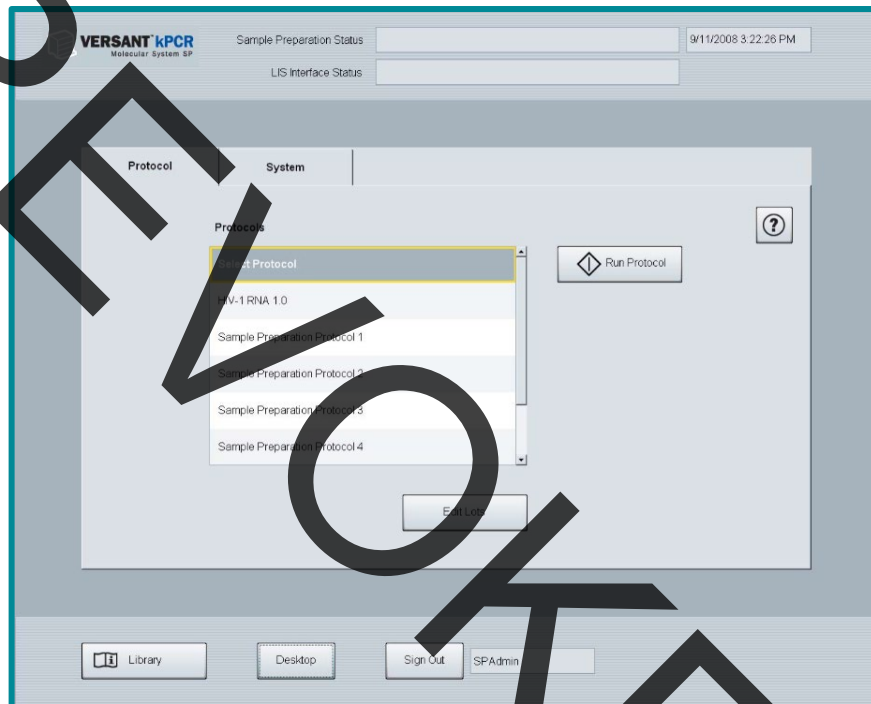 VERSANT kPCR
Molecular System SP
Sample Preparation Status
9/11/2008 3:22:26 PM
LIS Interface Status
Protocol
System
Protocols
?
Select Protocol
Run Protocol
HIV-1 RNA 1.0
Sample Preparation Protocol 1
Sample Preparation Protocol 2
Sample Preparation Protocol 3
Sample Preparation Protocol 4
Edit Lots
Library
Desktop
Sign Out
SPAdmin
EVOK